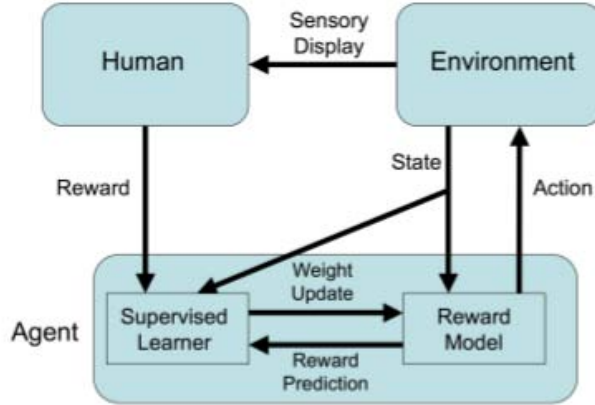 Sensory
Display
Human
Environment
Reward
State
Action
Weight
Update
Agent
Supervised
Learner
Reward
Model
Reward
Prediction